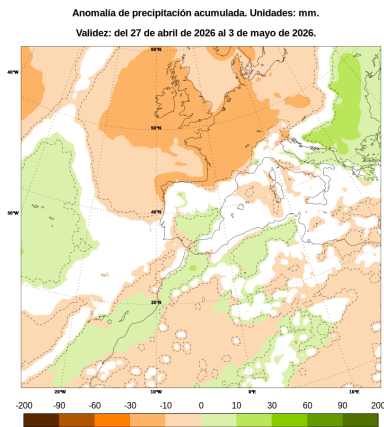 Anomalía de precipitación acumulada. Unidades: mm.
Validez: del 27 de abril de 2026 al 3 de mayo de 2026.
60°N
40°W
50°N
30°W
40°N
30°N
20°W 10°W 0°E 10°E
-200 -90 -60 -30 -10 0 10 30 60 90 200